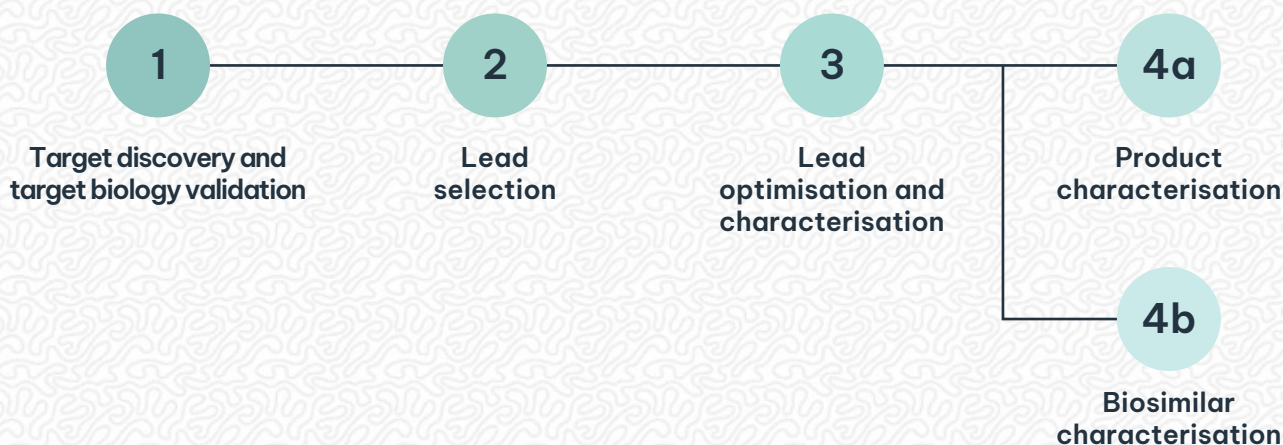 1
2
3
4a
Target discovery and
target biology validation
Lead
selection
Lead
optimisation and
characterisation
Product
characterisation
4b
Biosimilar
characterisation